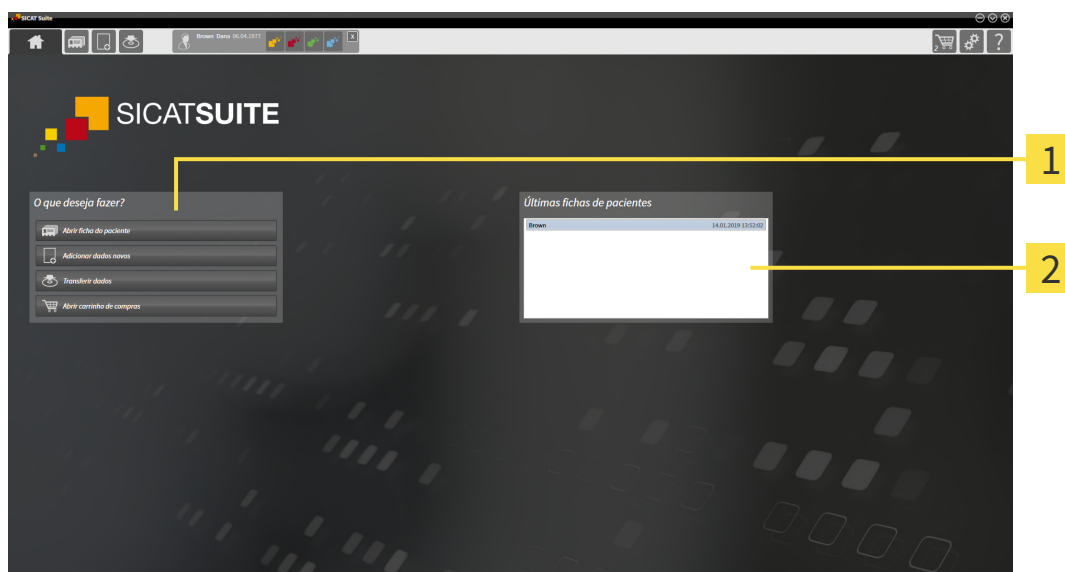 SICAT Suite
Brown Dana 06.04.1977
X
2
?
SICATSUITE
1
O que deseja fazer?
Abrir ficha do paciente
Adicionar dados novos
Transferir dados
Abrir carrinho de compras
Últimas fichas de pacientes
Brown 14.01.2019 13:52:02
2